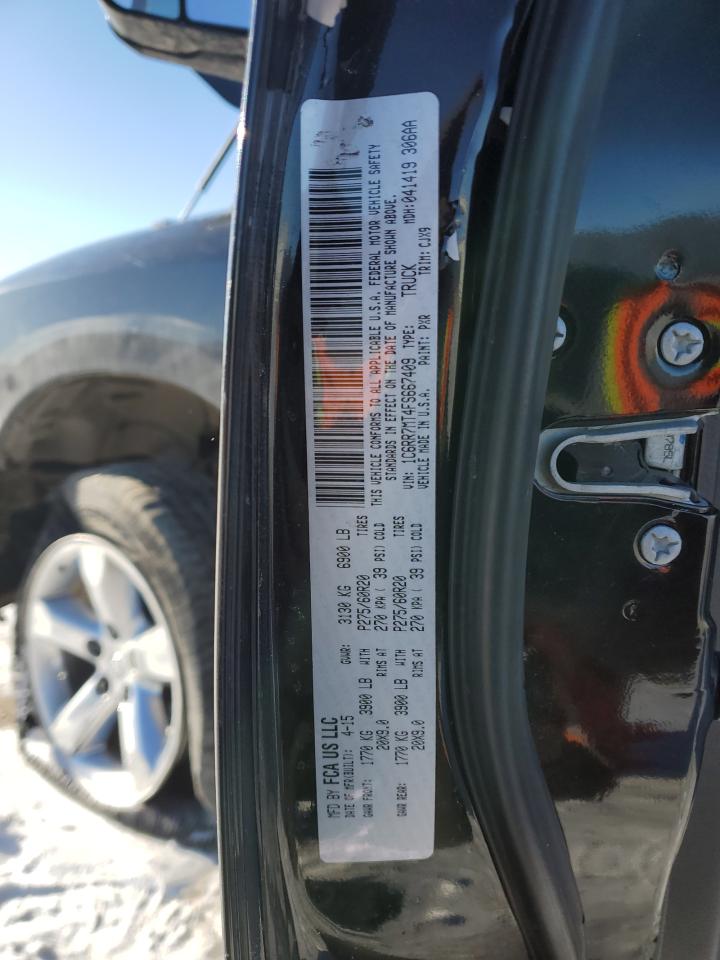 MFD BY FCA US LLC
DATE OF MFR(BUILT): 4-15 GVWR: 3130 KG 6900 LB
GAWR FRONT: 1770 KG 3900 LB WITH P275/60R20 TIRES
20X9.0 RIMS AT 270 KPA ( 39 PSI) COLD
GAWR REAR: 1770 KG 3900 LB WITH P275/60R20 TIRES
20X9.0 RIMS AT 270 KPA ( 39 PSI) COLD
THIS VEHICLE CONFORMS TO ALL APPLICABLE U.S.A. FEDERAL MOTOR VEHICLE SAFETY
STANDARDS IN EFFECT ON THE DATE OF MANUFACTURE SHOWN ABOVE.
VIN: 1C6RR7MT4FS667409 TYPE: TRUCK MDH:041419 306AA
VEHICLE MADE IN U.S.A. PAINT: PXR TRIM: CJX9